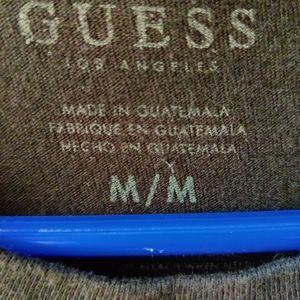 GUESS
LOS ANGELES
MADE IN GUATEMALA
FABRIQUE EN GUATEMALA
HECHO EN GUATEMALA
M/M